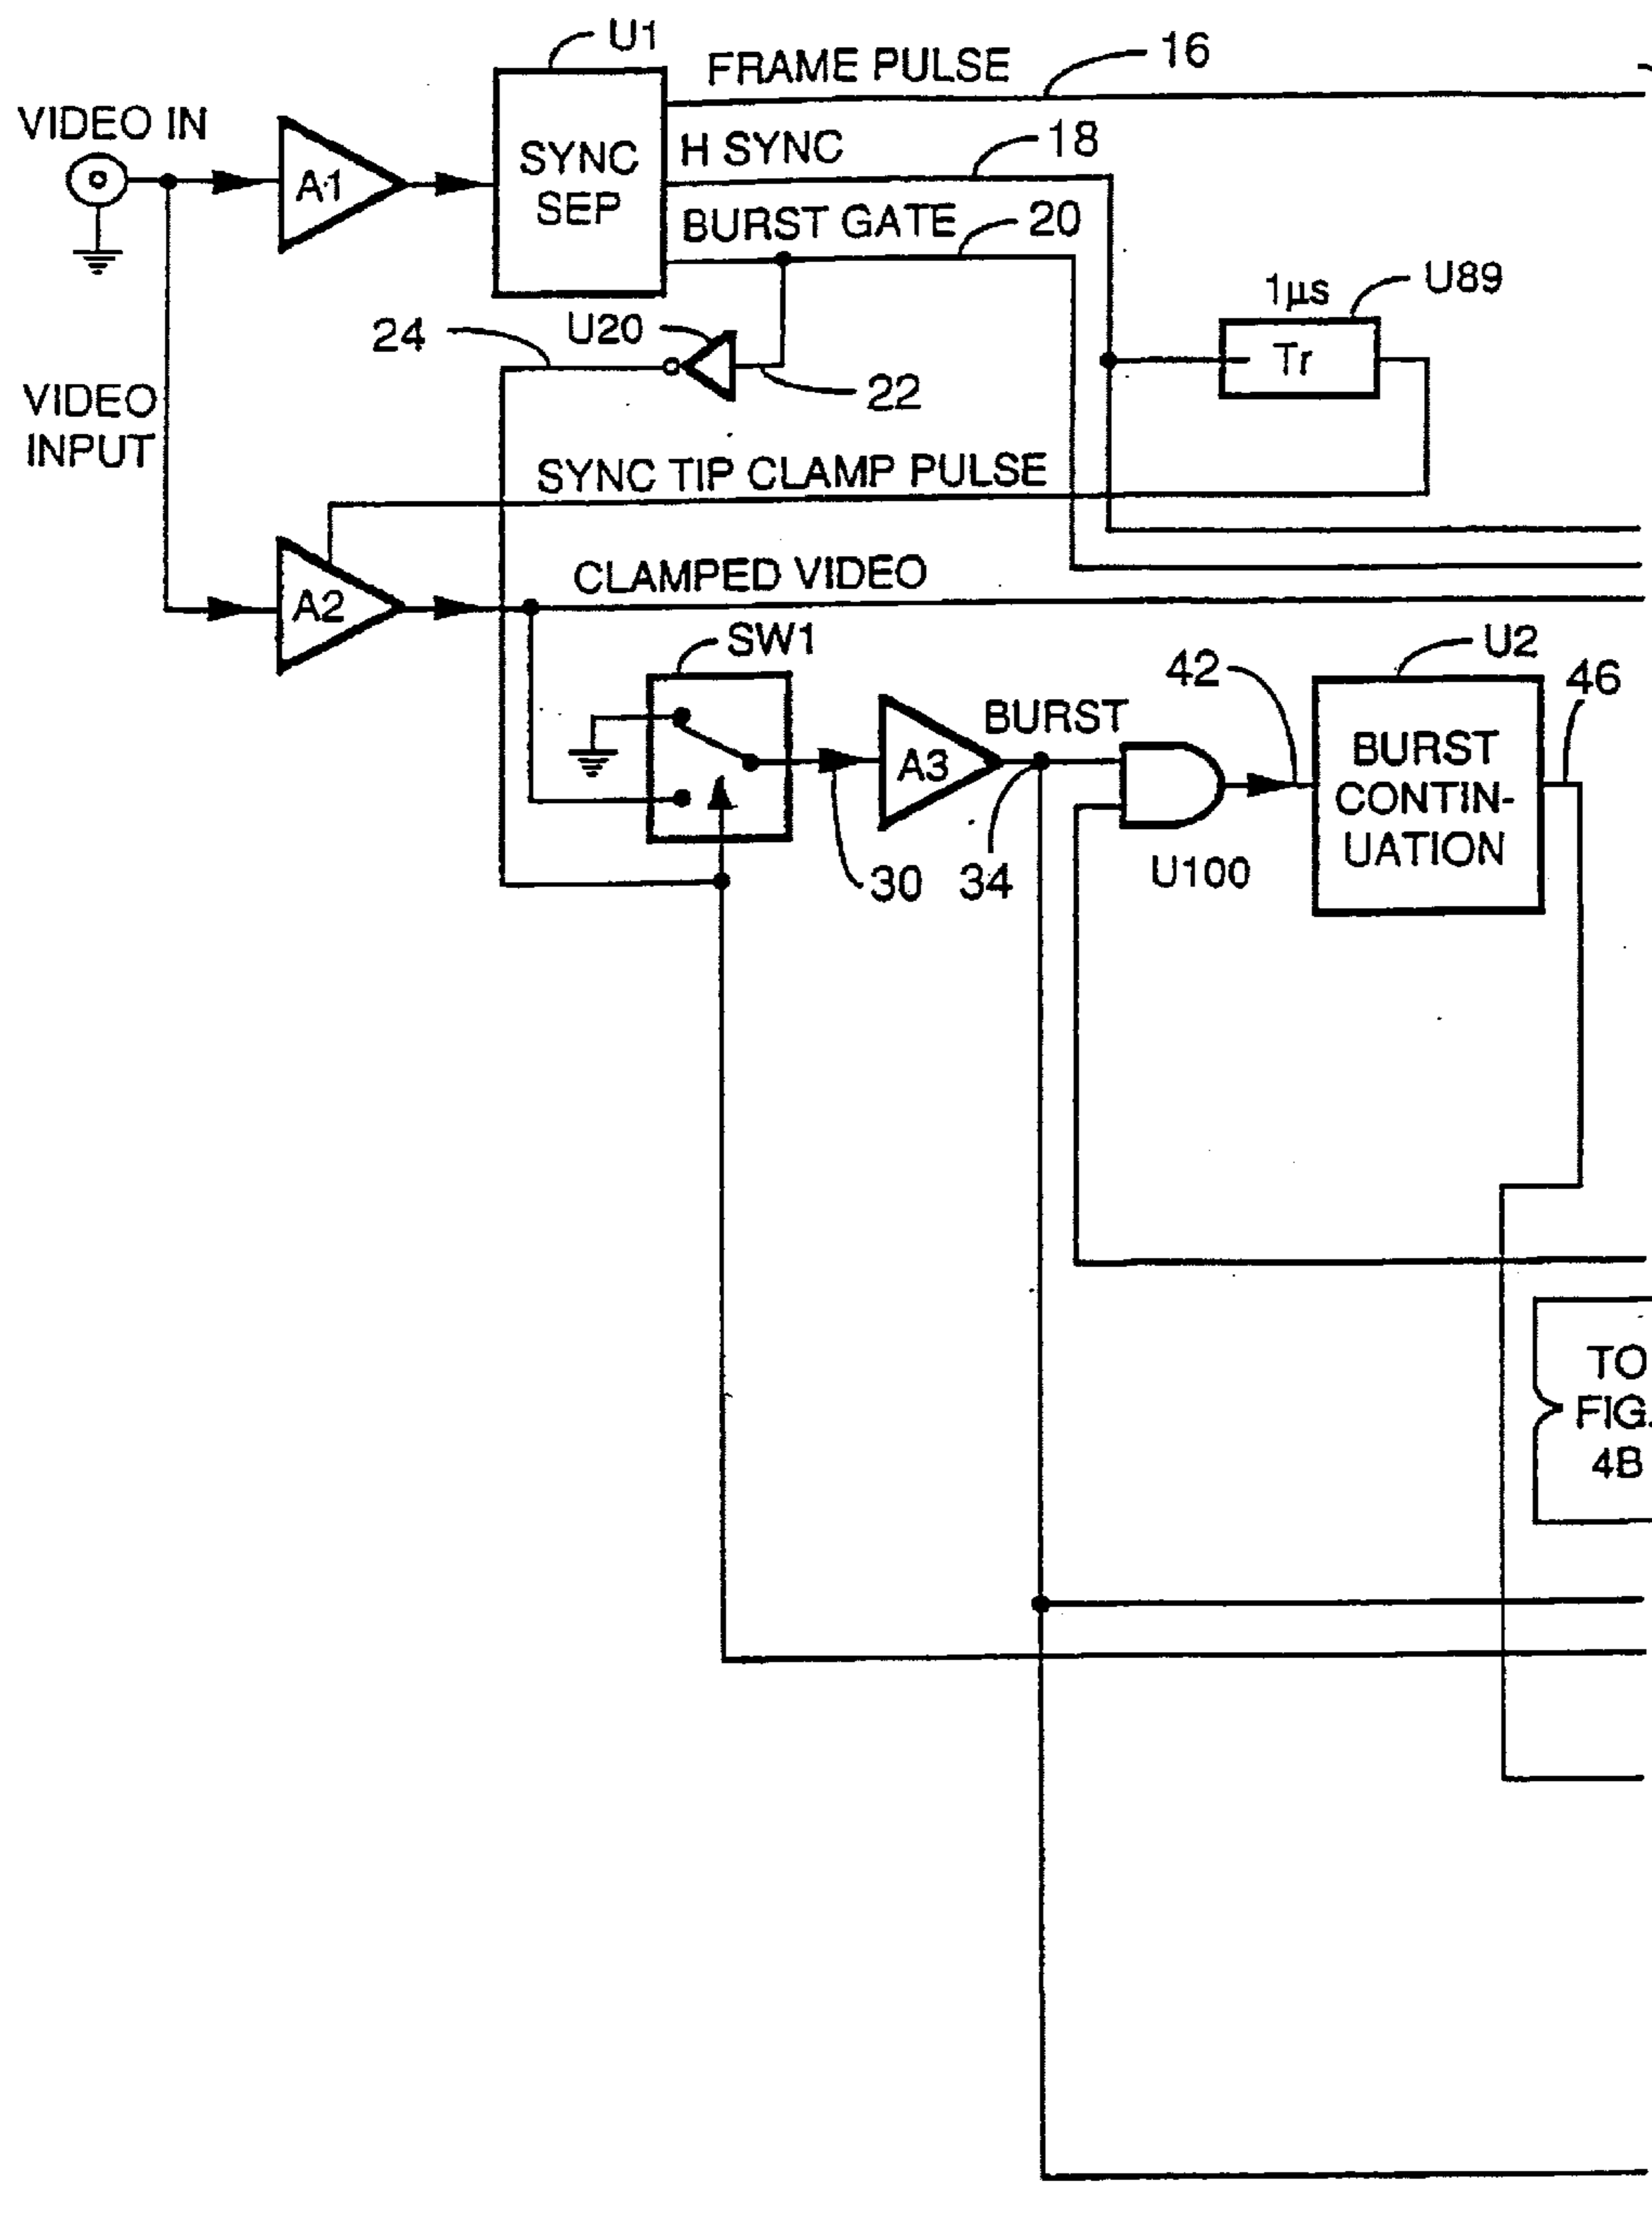 U1
FRAME PULSE
16
VIDEO IN
A1
SYNC
SEP
H SYNC
18
BURST GATE
20
1µs
U89
24
U20
22
Tr
VIDEO
INPUT
SYNC TIP CLAMP PULSE
A2
CLAMPED VIDEO
SW1
42
U2
46
A3
BURST
BURST
CONTIN-
UATION
30
34
U100
TO
FIG.
4B